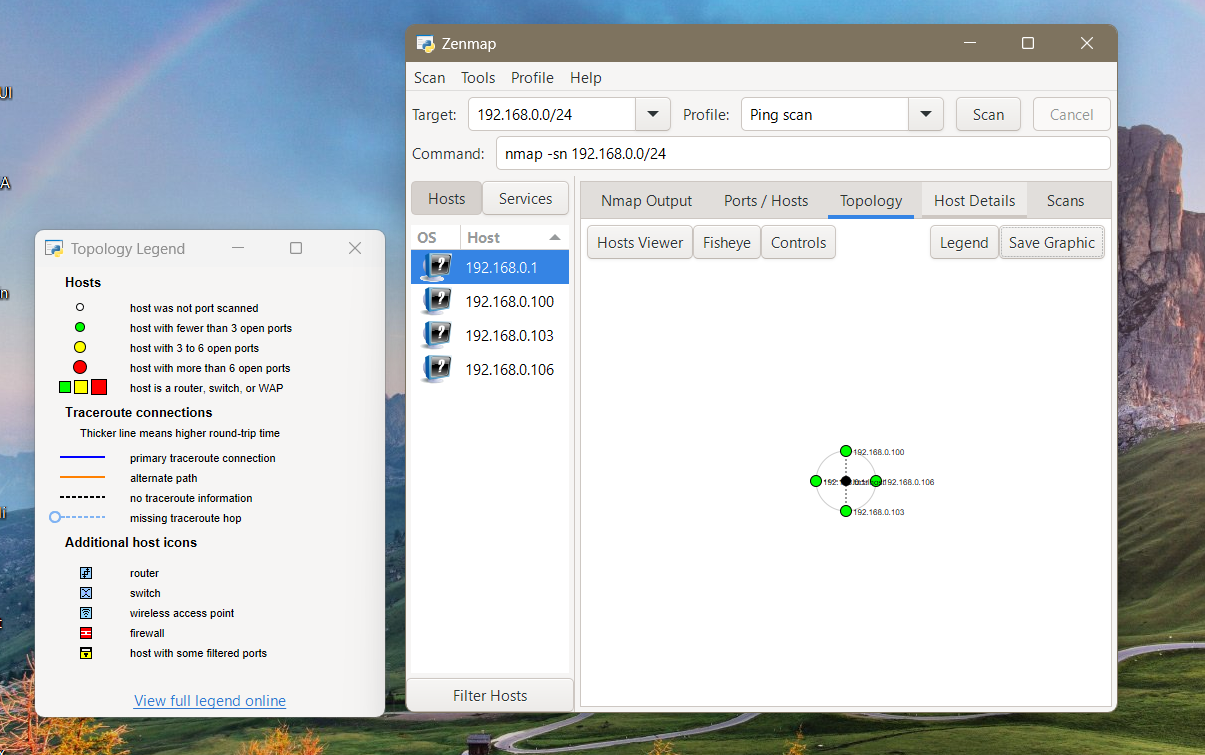 UI
A
n
li
Topology Legend
Hosts
host was not port scanned
host with fewer than 3 open ports
host with 3 to 6 open ports
host with more than 6 open ports
host is a router, switch, or WAP
Traceroute connections
Thicker line means higher round-trip time
primary traceroute connection
alternate path
no traceroute information
missing traceroute hop
Additional host icons
router
switch
wireless access point
firewall
host with some filtered ports
View full legend online
Zenmap
Scan Tools Profile Help
Target: 192.168.0.0/24 Profile: Ping scan Scan Cancel
Command: nmap -sn 192.168.0.0/24
Hosts Services
OS Host
? 192.168.0.1
? 192.168.0.100
? 192.168.0.103
? 192.168.0.106
Filter Hosts
Nmap Output Ports / Hosts Topology Host Details Scans
Hosts Viewer Fisheye Controls Legend Save Graphic
192.168.0.100
192.168.0.106
192.168.0.103